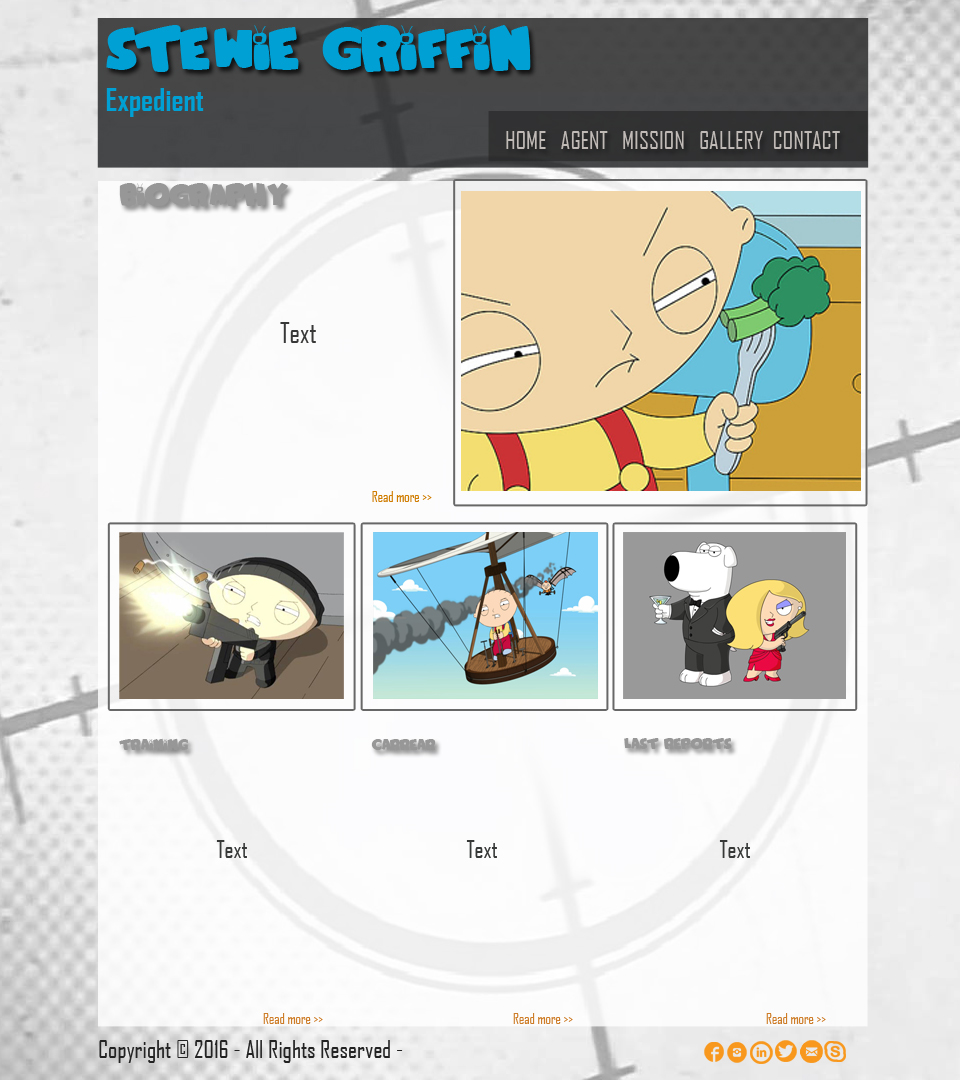 STEWiE GRiFFiN
Expedient
HOME AGENT MISSION GALLERY CONTACT
BiOGRAPHY
Text
Read more >>
TRAiNiNG CARREAR LAST REPORTS
Text Text Text
Read more >> Read more >> Read more >>
Copyright © 2016 - All Rights Reserved -